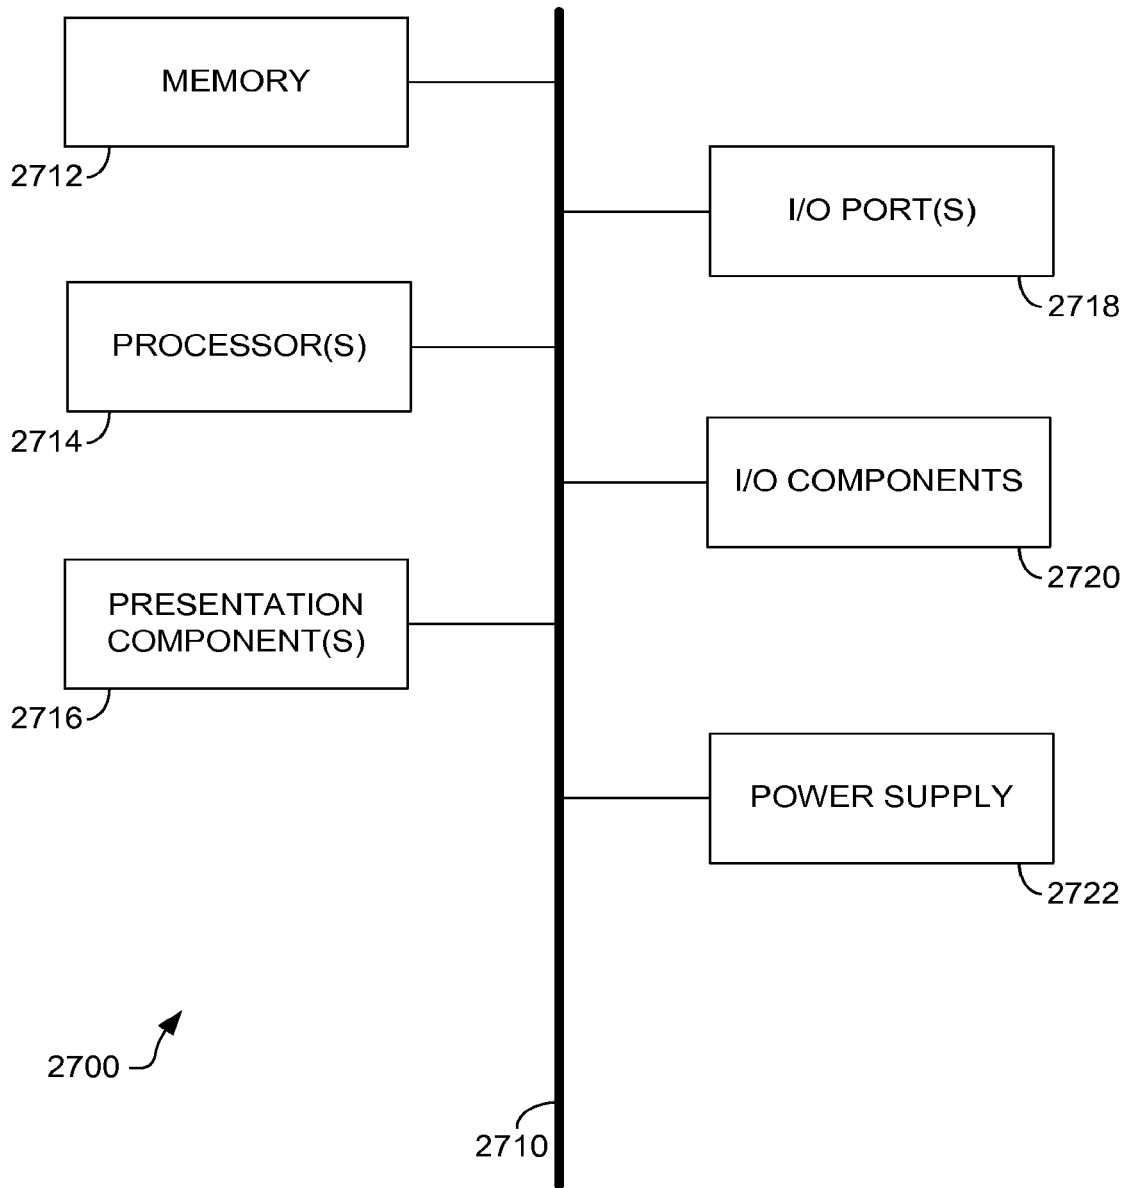 MEMORY
2712
I/O PORT(S)
2718
PROCESSOR(S)
2714
I/O COMPONENTS
2720
PRESENTATION
COMPONENT(S)
2716
POWER SUPPLY
2722
2700
2710